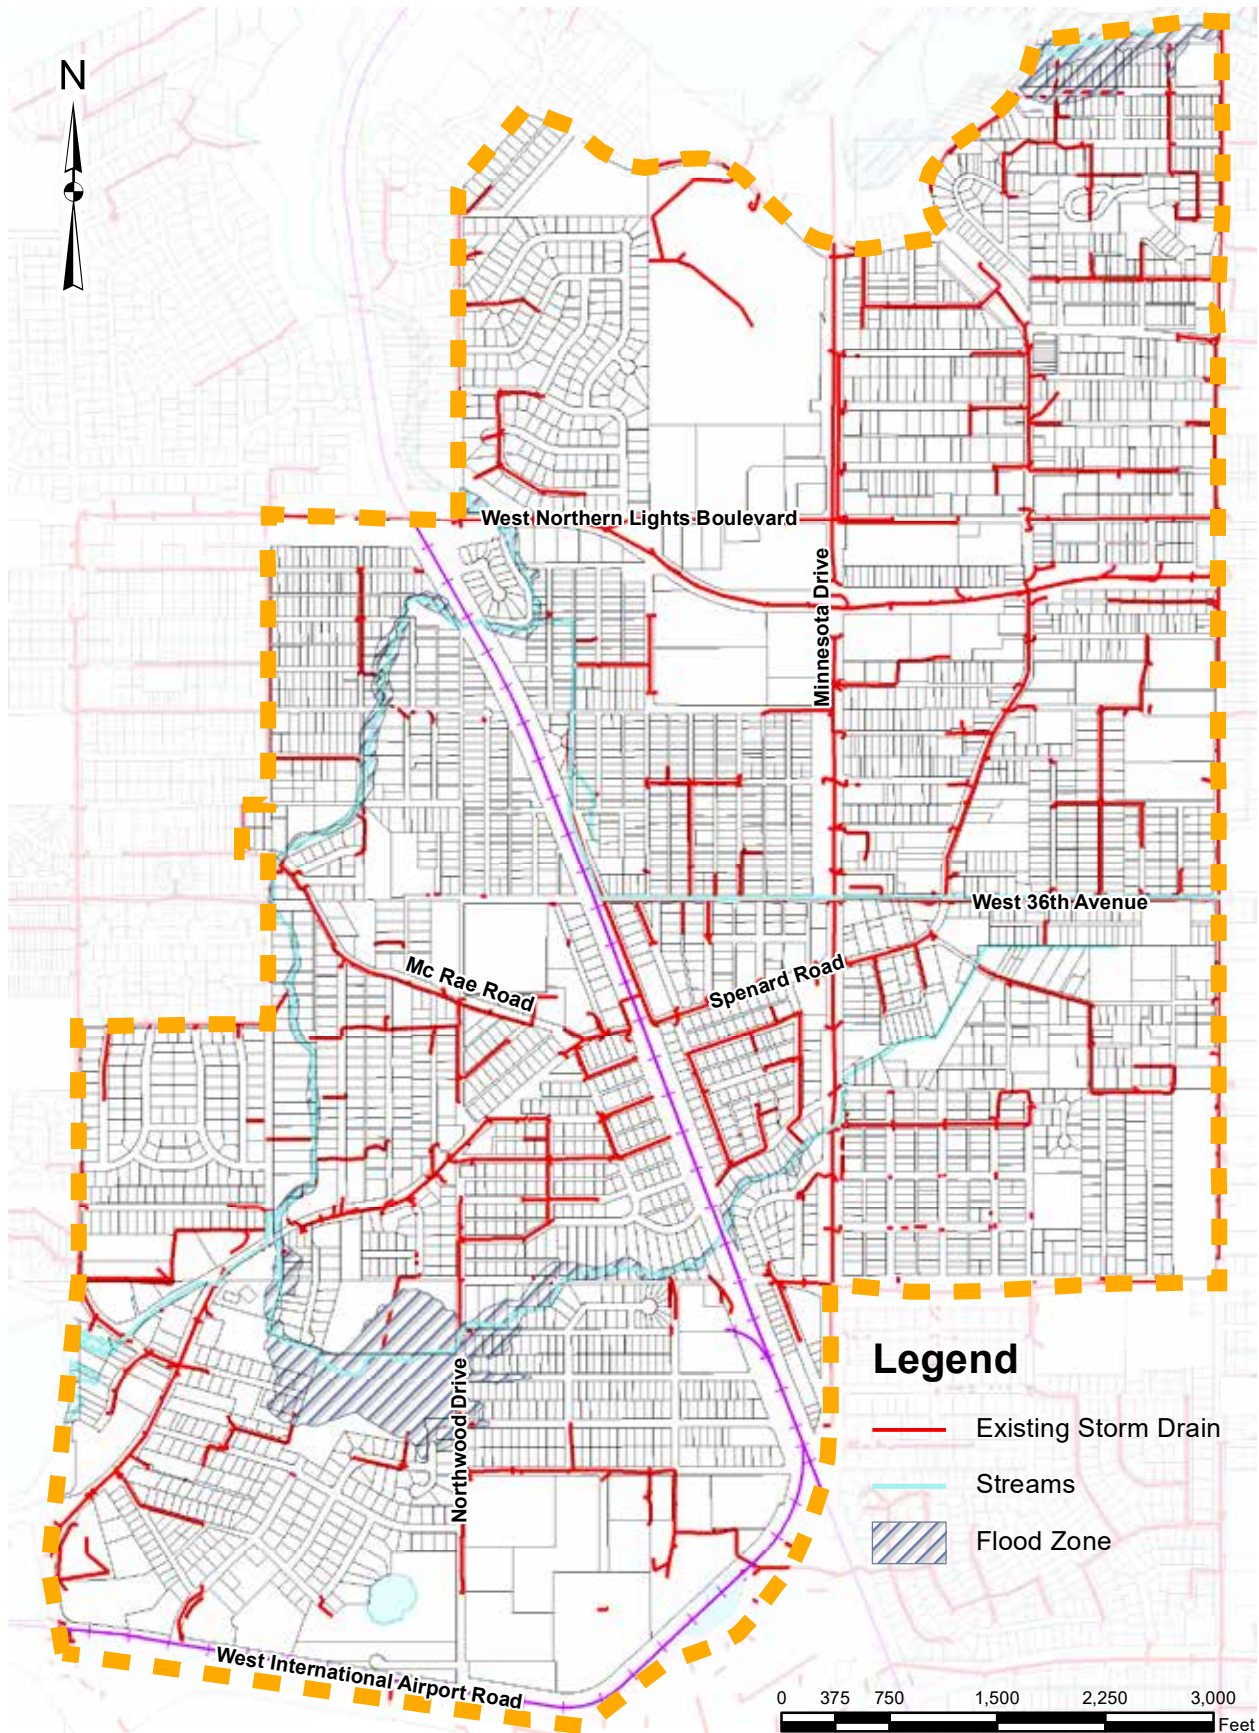 N
West Northern Lights Boulevard
Minnesota Drive
West 36th Avenue
Mc Rae Road
Spenard Road
Northwood Drive
West International Airport Road
Legend
Existing Storm Drain
Streams
Flood Zone
0 375 750 1,500 2,250 3,000
Feet